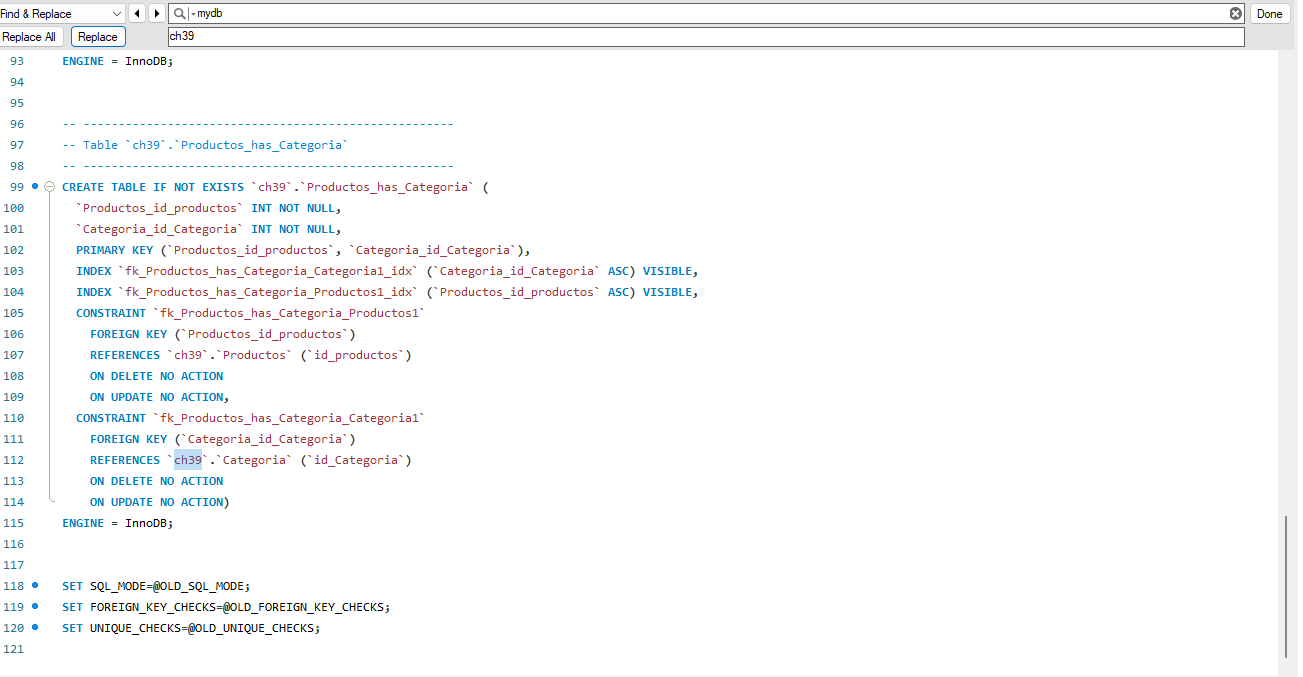 Find & Replace mydb Done
Replace All Replace ch39
93 ENGINE = InnoDB;
94
95
96 -- -----------------------------------------------------
97 -- Table `ch39`.`Productos_has_Categoria`
98 -- -----------------------------------------------------
99 CREATE TABLE IF NOT EXISTS `ch39`.`Productos_has_Categoria` (
100 `Productos_id_productos` INT NOT NULL,
101 `Categoria_id_Categoria` INT NOT NULL,
102 PRIMARY KEY (`Productos_id_productos`, `Categoria_id_Categoria`),
103 INDEX `fk_Productos_has_Categoria_Categoria1_idx` (`Categoria_id_Categoria` ASC) VISIBLE,
104 INDEX `fk_Productos_has_Categoria_Productos1_idx` (`Productos_id_productos` ASC) VISIBLE,
105 CONSTRAINT `fk_Productos_has_Categoria_Productos1`
106 FOREIGN KEY (`Productos_id_productos`)
107 REFERENCES `ch39`.`Productos` (`id_productos`)
108 ON DELETE NO ACTION
109 ON UPDATE NO ACTION,
110 CONSTRAINT `fk_Productos_has_Categoria_Categoria1`
111 FOREIGN KEY (`Categoria_id_Categoria`)
112 REFERENCES `ch39`.`Categoria` (`id_Categoria`)
113 ON DELETE NO ACTION
114 ON UPDATE NO ACTION)
115 ENGINE = InnoDB;
116
117
118 SET SQL_MODE=@OLD_SQL_MODE;
119 SET FOREIGN_KEY_CHECKS=@OLD_FOREIGN_KEY_CHECKS;
120 SET UNIQUE_CHECKS=@OLD_UNIQUE_CHECKS;
121